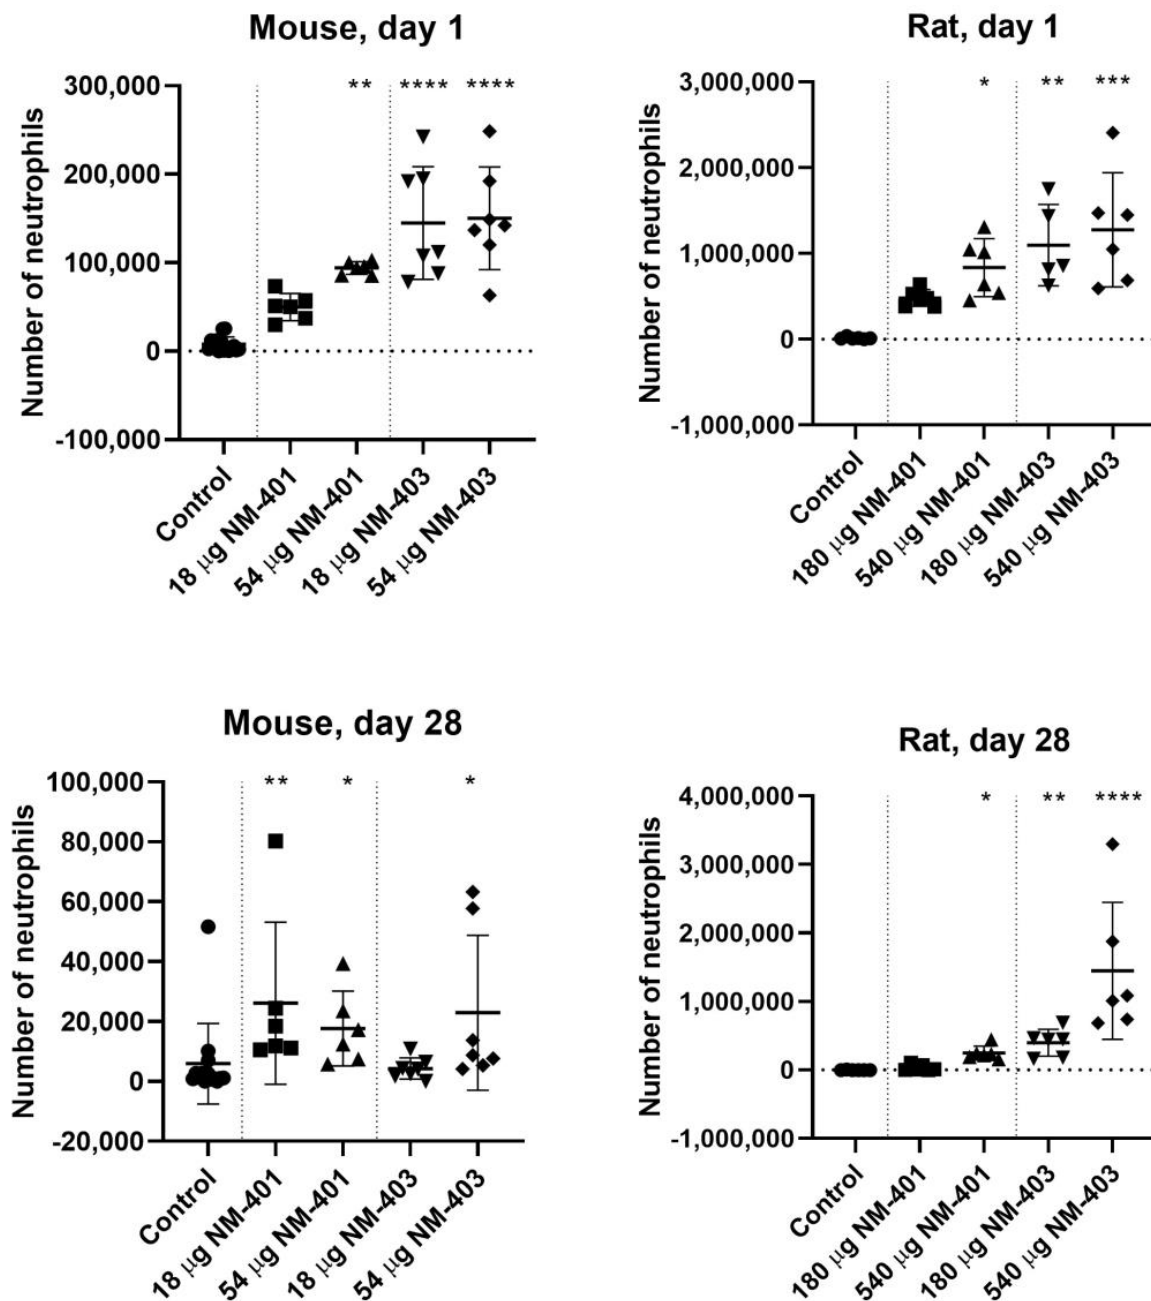 Mouse, day 1
Number of neutrophils
300,000
200,000
100,000
0
-100,000
** **** ****
Control
18 μg NM-401
54 μg NM-401
18 μg NM-403
54 μg NM-403
Rat, day 1
Number of neutrophils
3,000,000
2,000,000
1,000,000
0
-1,000,000
* ** ***
Control
180 μg NM-401
540 μg NM-401
180 μg NM-403
540 μg NM-403
Mouse, day 28
Number of neutrophils
100,000
80,000
60,000
40,000
20,000
0
-20,000
** * *
Control
18 μg NM-401
54 μg NM-401
18 μg NM-403
54 μg NM-403
Rat, day 28
Number of neutrophils
4,000,000
3,000,000
2,000,000
1,000,000
0
-1,000,000
* ** ****
Control
180 μg NM-401
540 μg NM-401
180 μg NM-403
540 μg NM-403